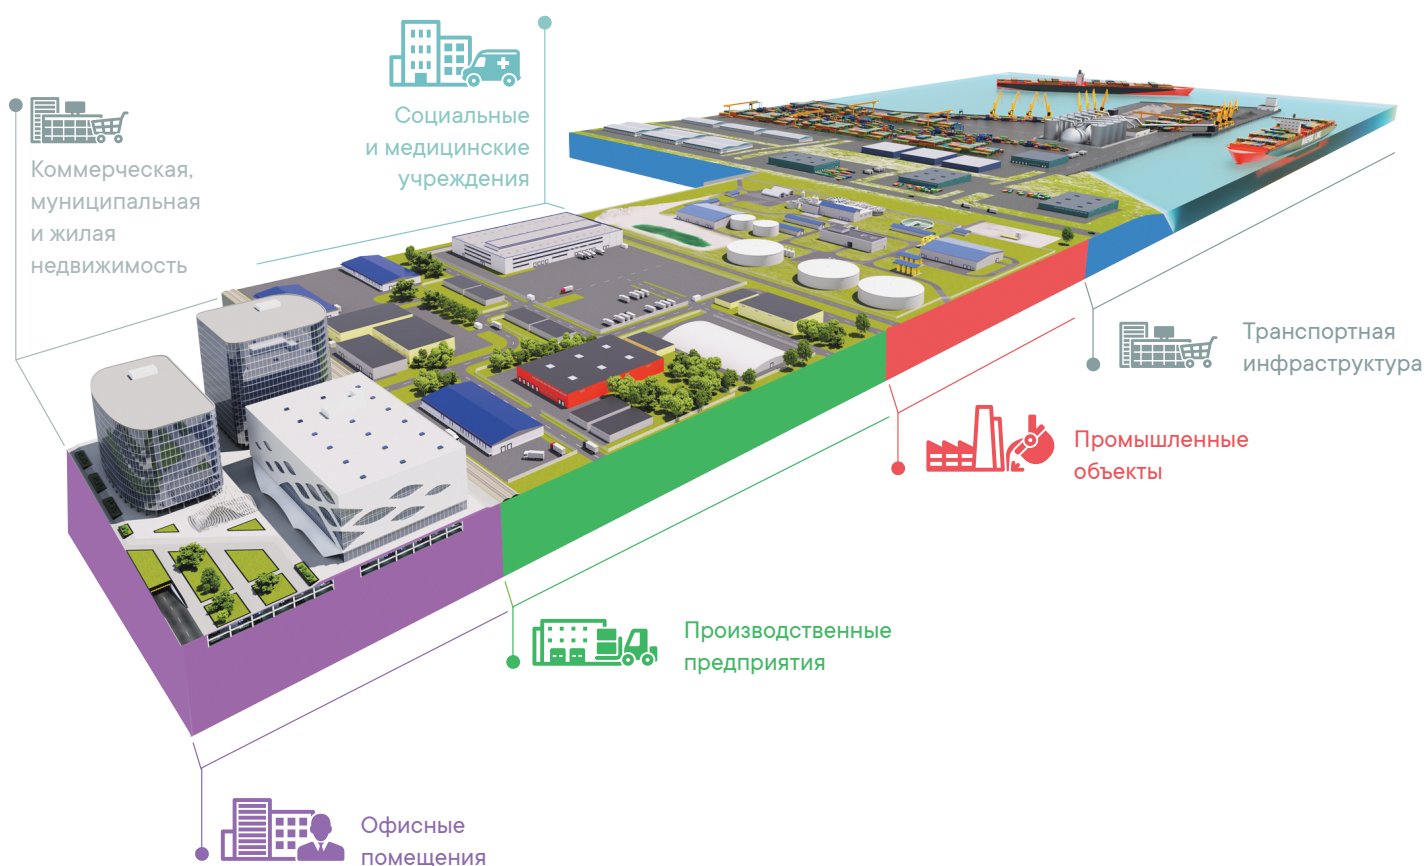 Социальные
и медицинские
учреждения
Коммерческая,
муниципальная
и жилая
недвижимость
Транспортная
инфраструктура
Промышленные
объекты
Производственные
предприятия
Офисные
помещения